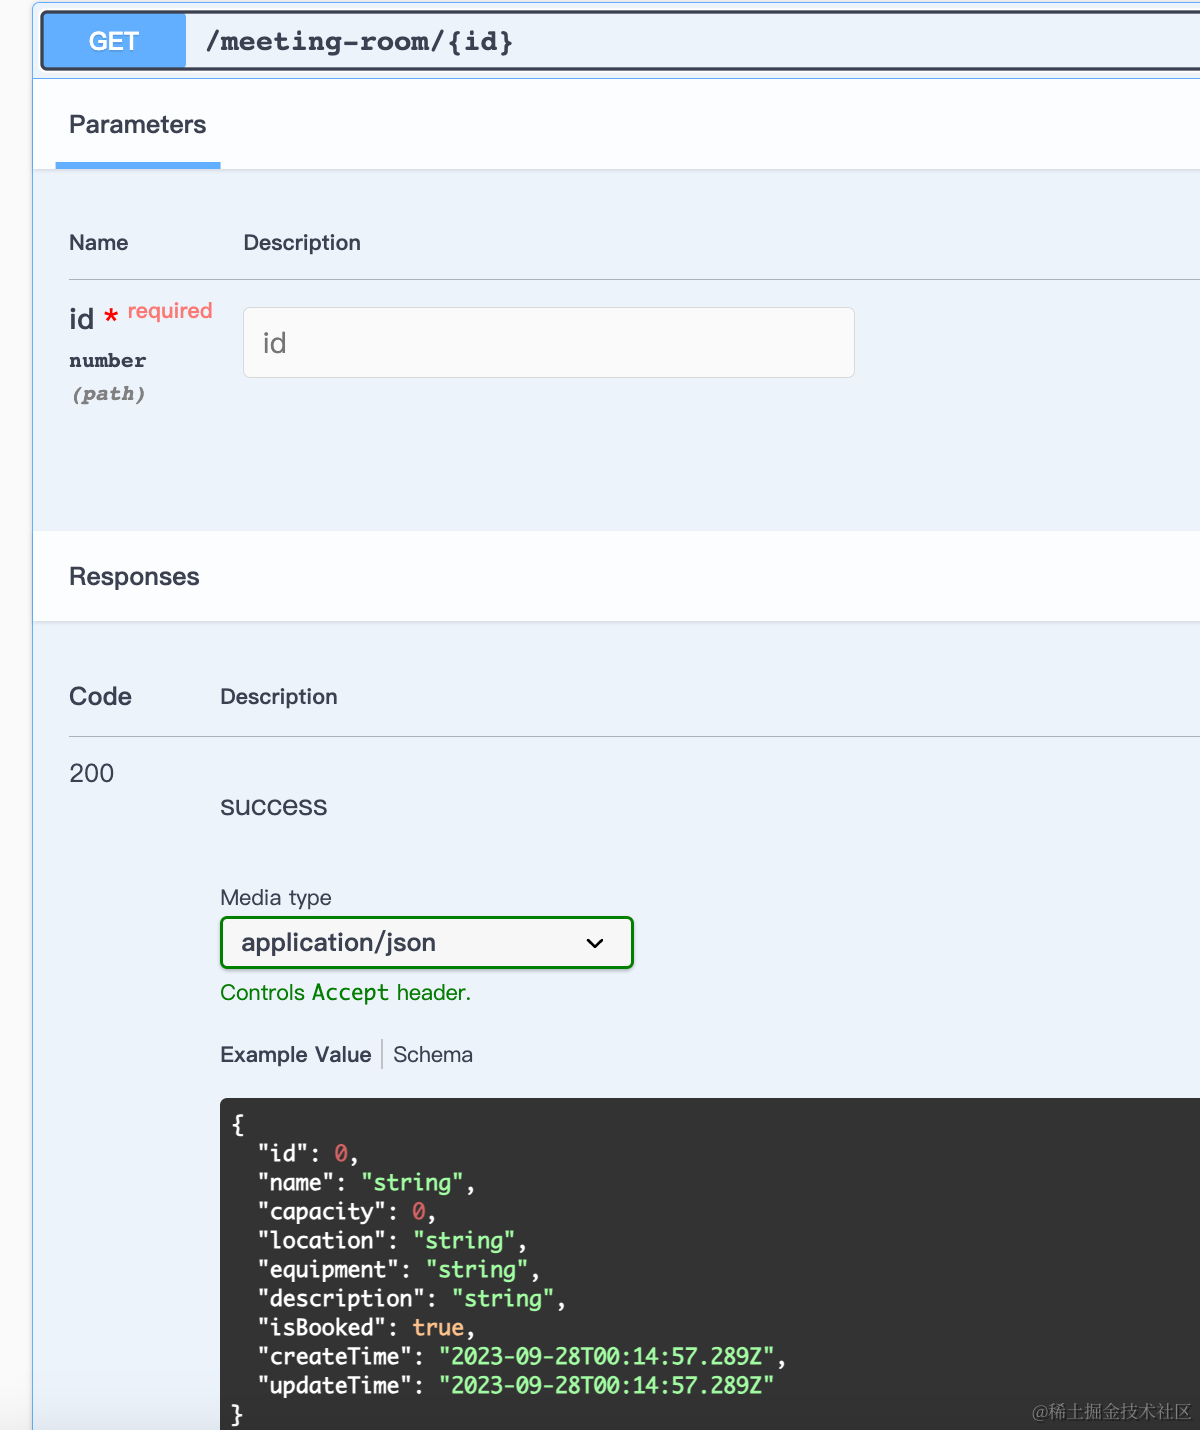 GET /meeting-room/{id}
Parameters
Name Description
id * required
id
number
(path)
Responses
Code Description
200
success
Media type
application/json
Controls Accept header.
Example Value Schema
{
"id": 0,
"name": "string",
"capacity": 0,
"location": "string",
"equipment": "string",
"description": "string",
"isBooked": true,
"createTime": "2023-09-28T00:14:57.289Z",
"updateTime": "2023-09-28T00:14:57.289Z"
}
@稀土掘金技术社区